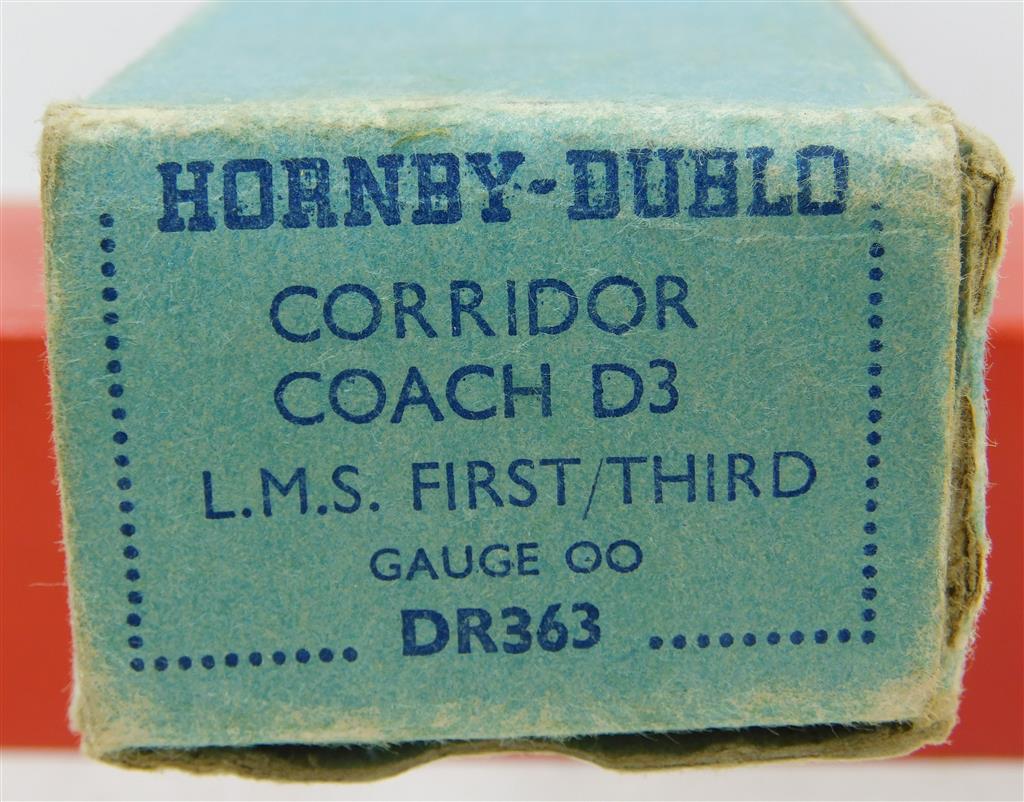 HORNBY-DUBLO
CORRIDOR
COACH D3
L.M.S. FIRST/THIRD
GAUGE OO
DR363